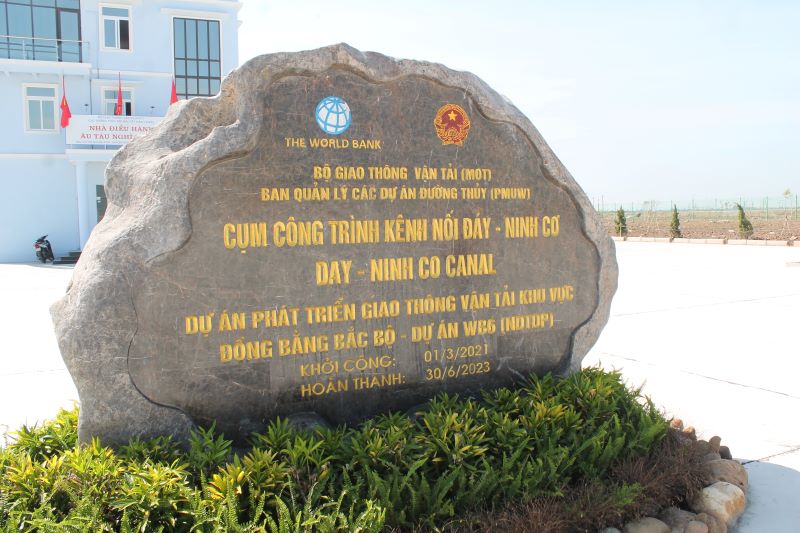 NHÀ ĐIỀU HÀNH
ÂU TÀU NGHĨA
THE WORLD BANK
BỘ GIAO THÔNG VẬN TẢI (MOT)
BAN QUẢN LÝ CÁC DỰ ÁN ĐƯỜNG THỦY (PMUW)
CỤM CÔNG TRÌNH KÊNH NỐI ĐÁY - NINH CƠ
DAY - NINH CO CANAL
DỰ ÁN PHÁT TRIỂN GIAO THÔNG VẬN TẢI KHU VỰC
ĐỒNG BẰNG BẮC BỘ - DỰ ÁN WB6 (NDTDP)
KHỞI CÔNG: 01/3/2021
HOÀN THÀNH: 30/6/2023